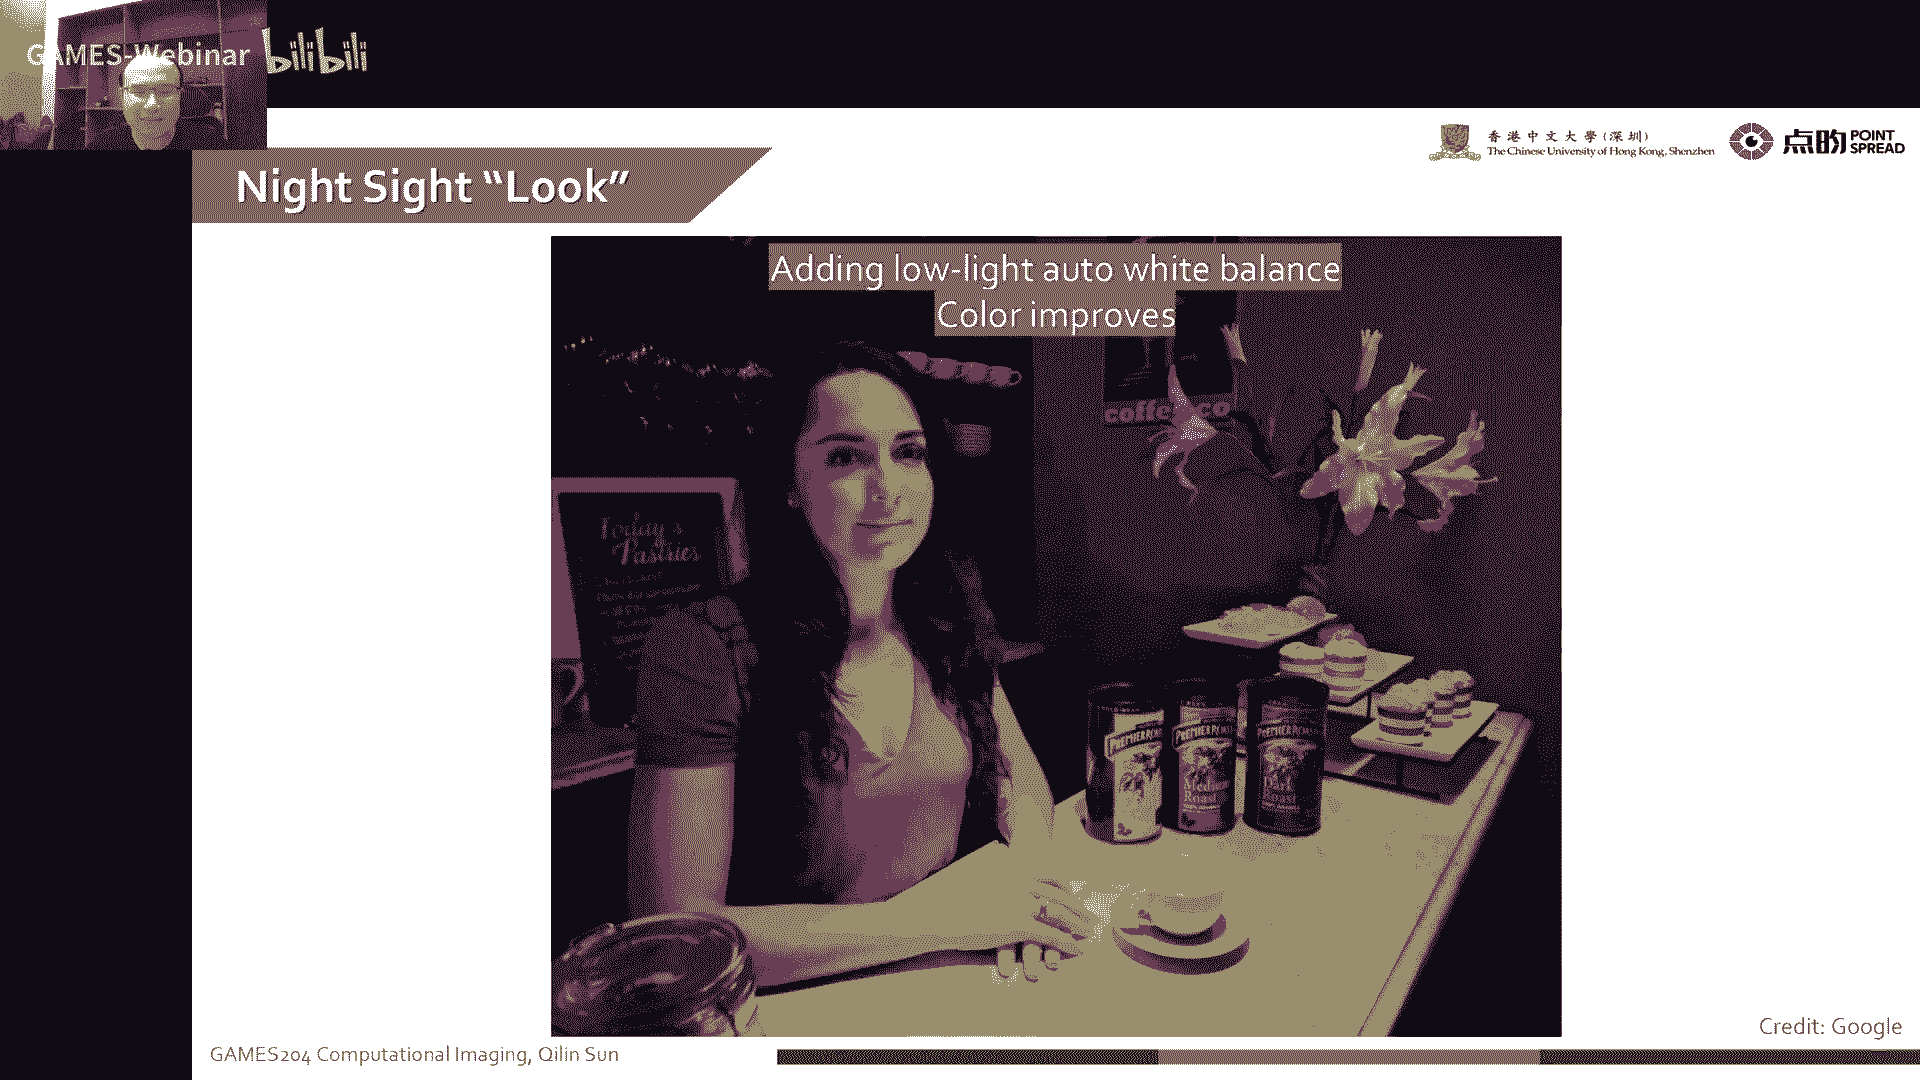 GAMES-Webinar bilibili
香港中文大學(深圳)
The Chinese University of Hong Kong, Shenzhen
点昀 POINT
SPREAD
Night Sight “Look”
Adding low-light auto white balance
Color improves
Today's
Pastries
PREMIER
PREMIERROAST
PREMIERROAST
Medium
Roast
Dark
Roast
Credit: Google
GAMES204 Computational Imaging, Qilin Sun